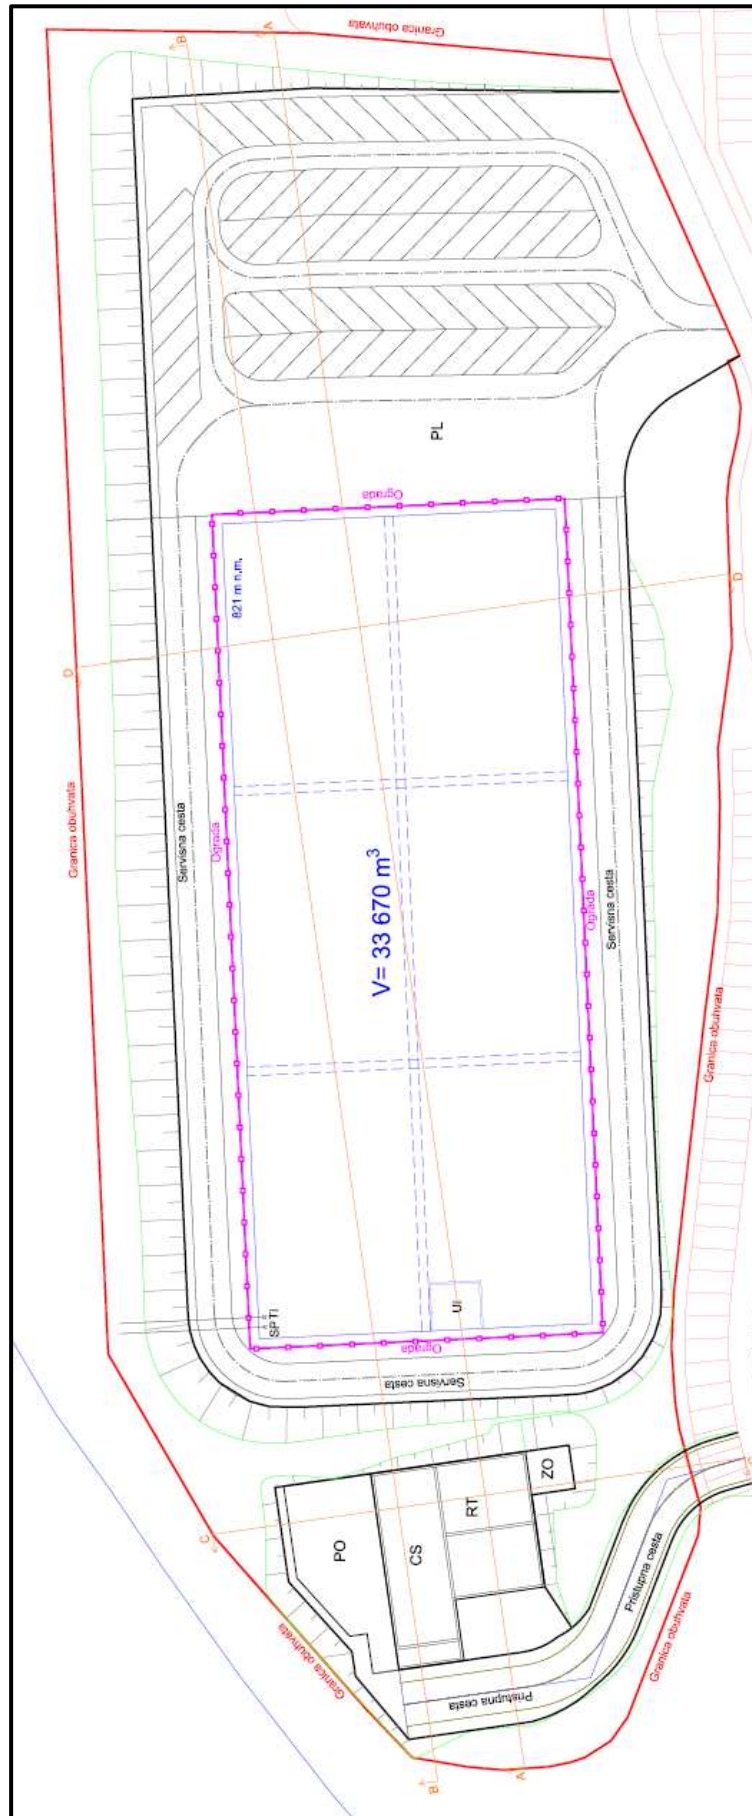 B
A
Granica obuhvata
PL
Ograda
821 m n.m.
D
D
Granica obuhvata
Servisna cesta
Ograda
V= 33 670 m³
Ograda
Servisna cesta
Granica obuhvata
SPTI
UI
Ograda
Servisna cesta
C
C
ZO
RT
CS
PO
Pristupna cesta
Granica obuhvata
Granica obuhvata
Pristupna cesta
B
A